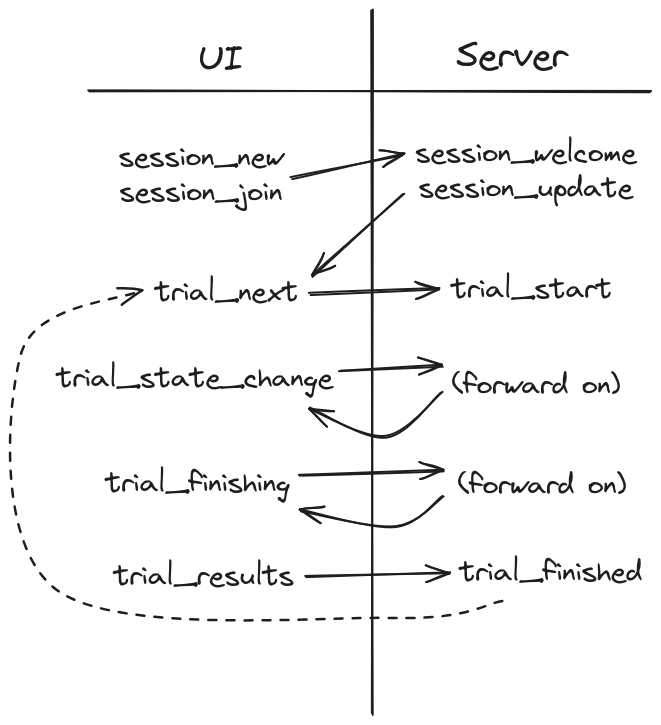 UI
Server
session_new
session_welcome
session_join
session_update
trial_next
trial_start
trial_state_change
(forward on)
trial_finishing
(forward on)
trial_results
trial_finished